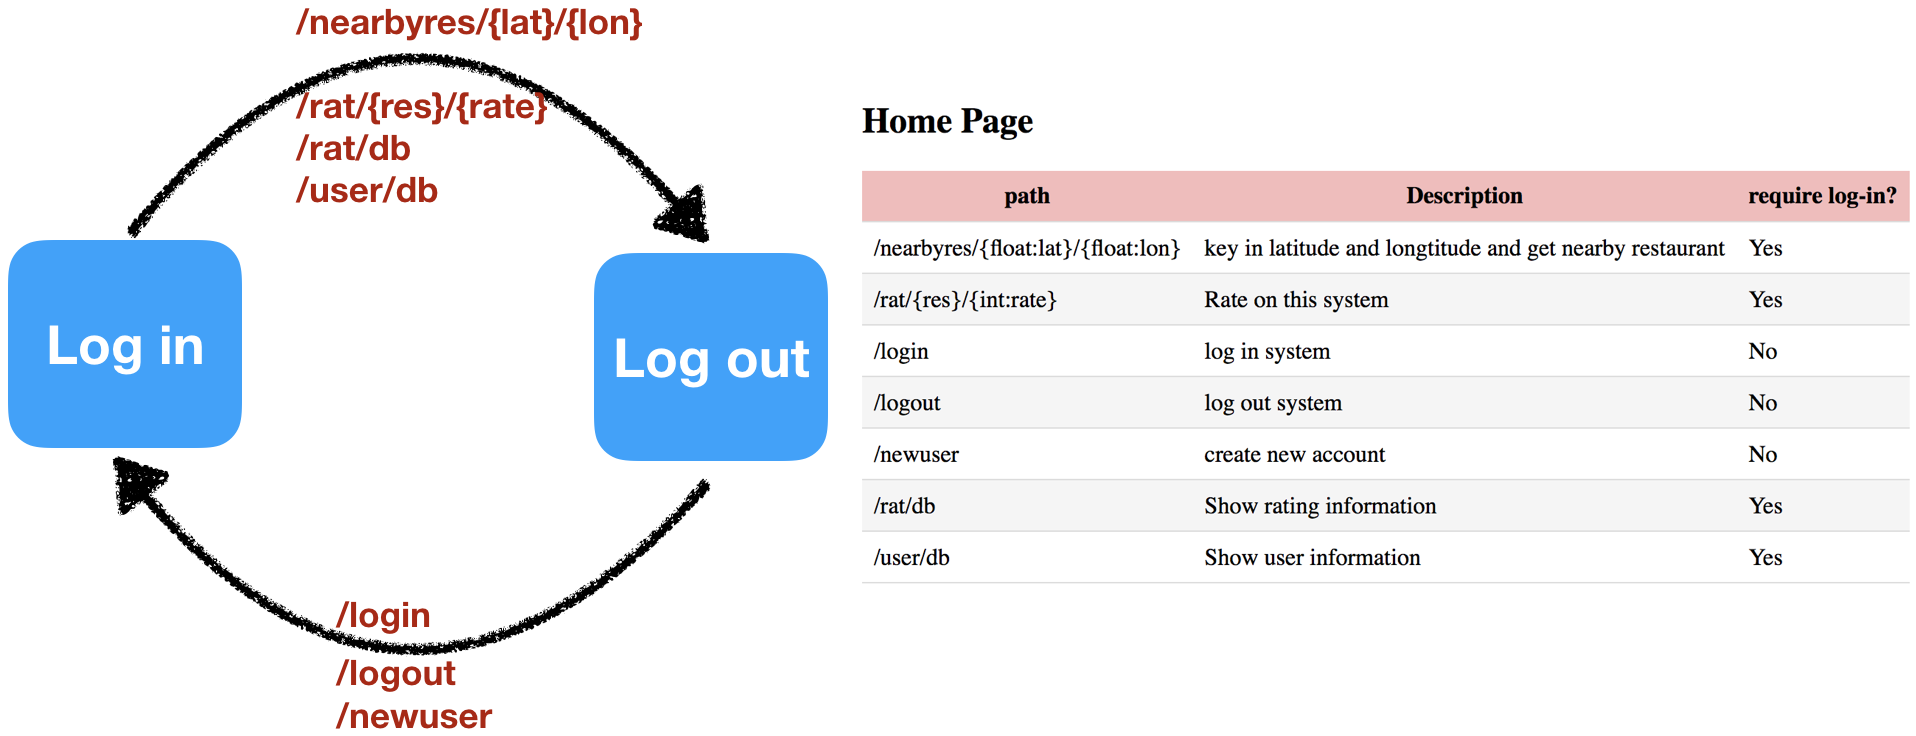 /nearbyres/{lat}/{lon}
/rat/{res}/{rate}
/rat/db
/user/db
Log in
Log out
/login
/logout
/newuser
Home Page
path Description require log-in?
/nearbyres/{float:lat}/{float:lon} key in latitude and longtitude and get nearby restaurant Yes
/rat/{res}/{int:rate} Rate on this system Yes
/login log in system No
/logout log out system No
/newuser create new account No
/rat/db Show rating information Yes
/user/db Show user information Yes